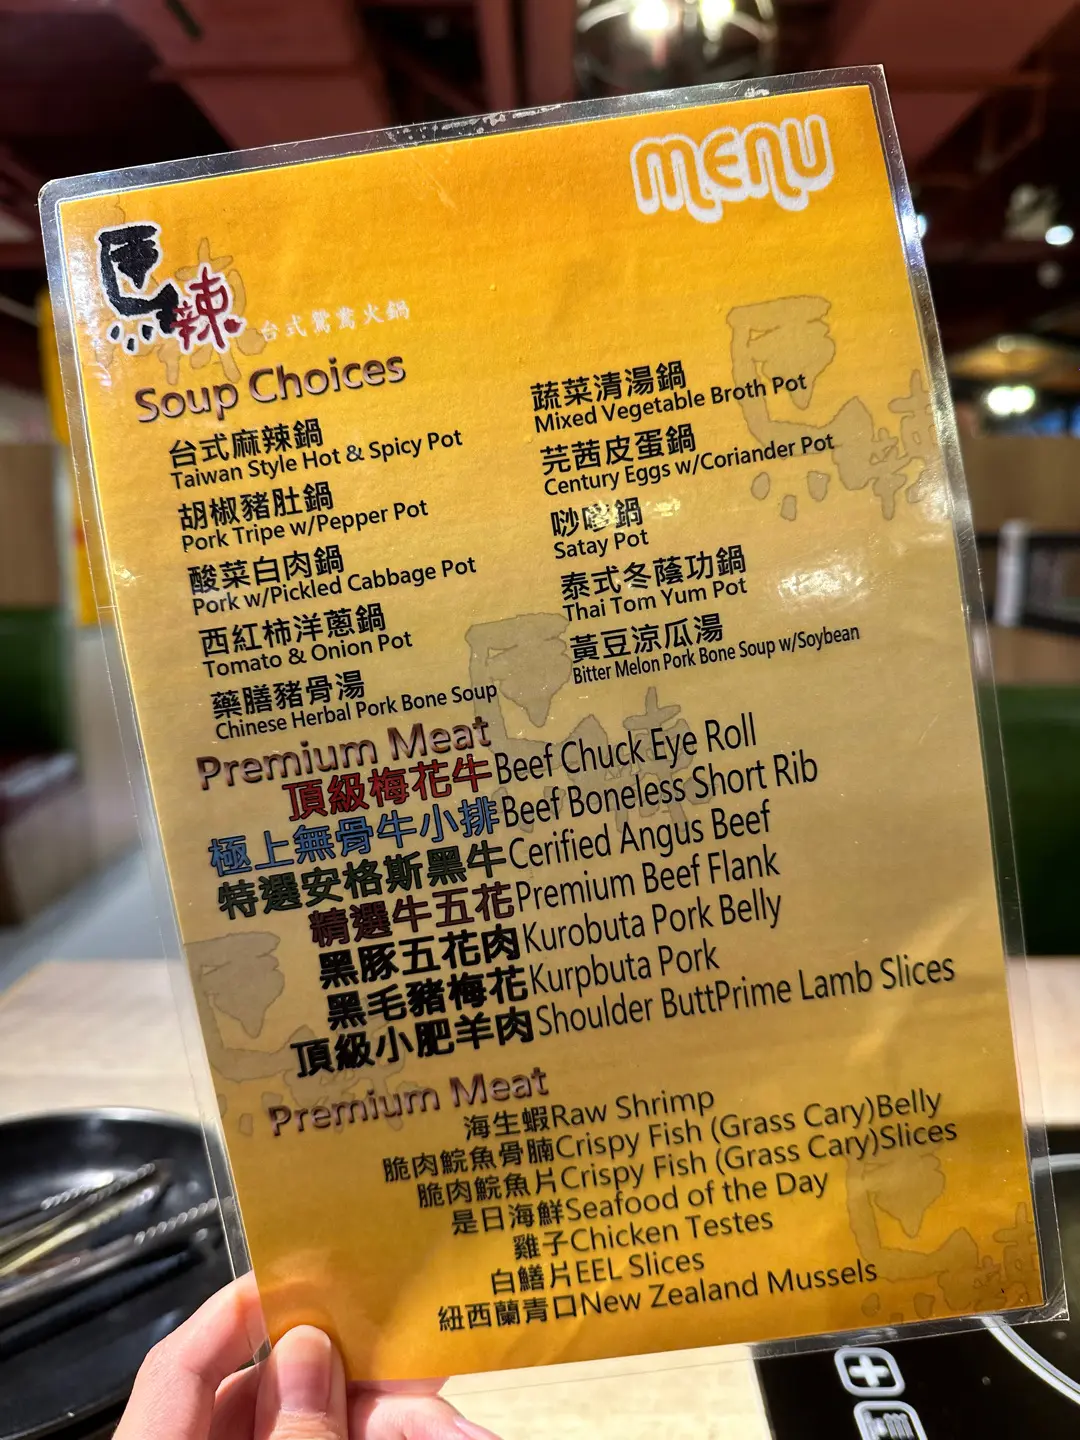 MENU
馬辣
台式鴛鴦火鍋
Soup Choices
台式麻辣鍋
Taiwan Style Hot & Spicy Pot
胡椒豬肚鍋
Pork Tripe w/Pepper Pot
酸菜白肉鍋
Pork w/Pickled Cabbage Pot
西紅柿洋蔥鍋
Tomato & Onion Pot
藥膳豬骨湯
Chinese Herbal Pork Bone Soup
蔬菜清湯鍋
Mixed Vegetable Broth Pot
芫茜皮蛋鍋
Century Eggs w/Coriander Pot
吵嗲鍋
Satay Pot
泰式冬蔭功鍋
Thai Tom Yum Pot
黃豆涼瓜湯
Bitter Melon Pork Bone Soup w/Soybean
Premium Meat
頂級梅花牛Beef Chuck Eye Roll
極上無骨牛小排Beef Boneless Short Rib
特選安格斯黑牛Cerified Angus Beef
精選牛五花Premium Beef Flank
黑豚五花肉Kurobuta Pork Belly
黑毛豬梅花Kurpbuta Pork
頂級小肥羊肉Shoulder ButtPrime Lamb Slices
Premium Meat
海生蝦Raw Shrimp
脆肉鯇魚骨腩Crispy Fish (Grass Cary)Belly
脆肉鯇魚片Crispy Fish (Grass Cary)Slices
是日海鮮Seafood of the Day
雞子Chicken Testes
白鱔片EEL Slices
紐西蘭青口New Zealand Mussels